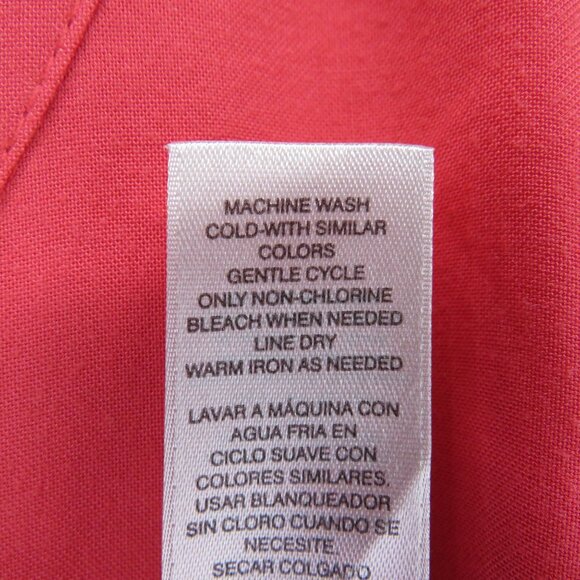 MACHINE WASH
COLD-WITH SIMILAR
COLORS
GENTLE CYCLE
ONLY NON-CHLORINE
BLEACH WHEN NEEDED
LINE DRY
WARM IRON AS NEEDED
LAVAR A MÁQUINA CON
AGUA FRIA EN
CICLO SUAVE CON
COLORES SIMILARES.
USAR BLANQUEADOR
SIN CLORO CUANDO SE
NECESITE.
SECAR COLGADO